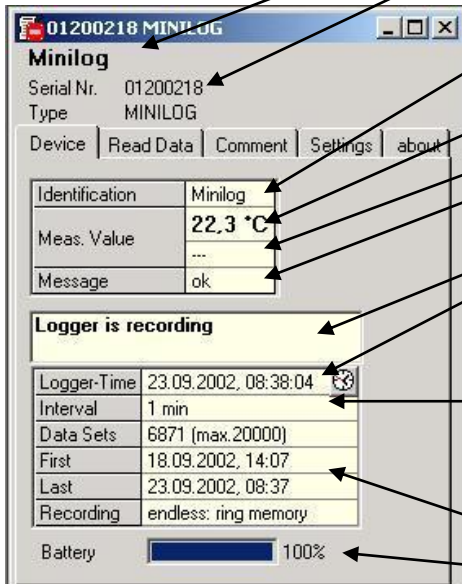 01200218 MINILOG
Minilog
Serial Nr. 01200218
Type MINILOG
Device Read Data Comment Settings about
Identification Minilog
Meas. Value 22,3 °C
---
Message ok
Logger is recording
Logger-Time 23.09.2002, 08:38:04
Interval 1 min
Data Sets 6871 (max.20000)
First 18.09.2002, 14:07
Last 23.09.2002, 08:37
Recording endless: ring memory
Battery 100%